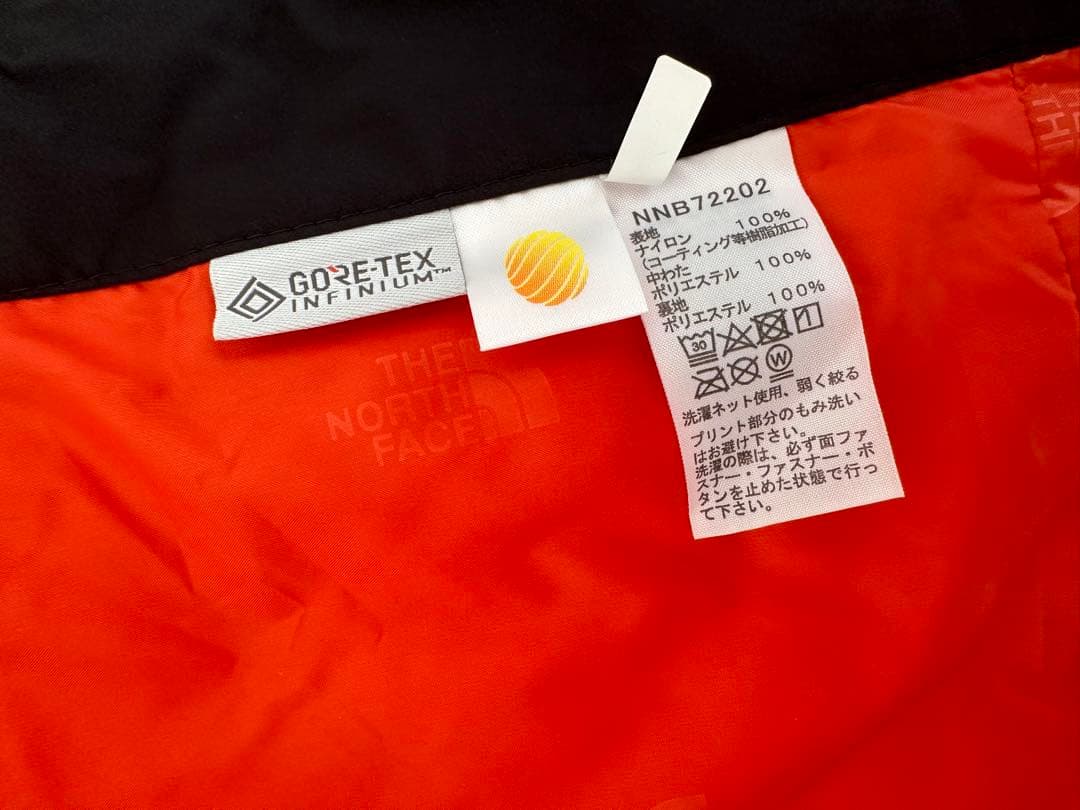 GORE-TEX
INFINIUM™
NNB72202
表地
ナイロン 100%
(コーティング等樹脂加工)
中わた
ポリエステル 100%
裏地
ポリエステル 100%
30
W
洗濯ネット使用、弱く絞る
プリント部分のもみ洗い
はお避け下さい。
洗濯の際は、必ず面ファ
スナー・ファスナー・ボ
タンを止めた状態で行っ
て下さい。
THE
NORTH
FACE